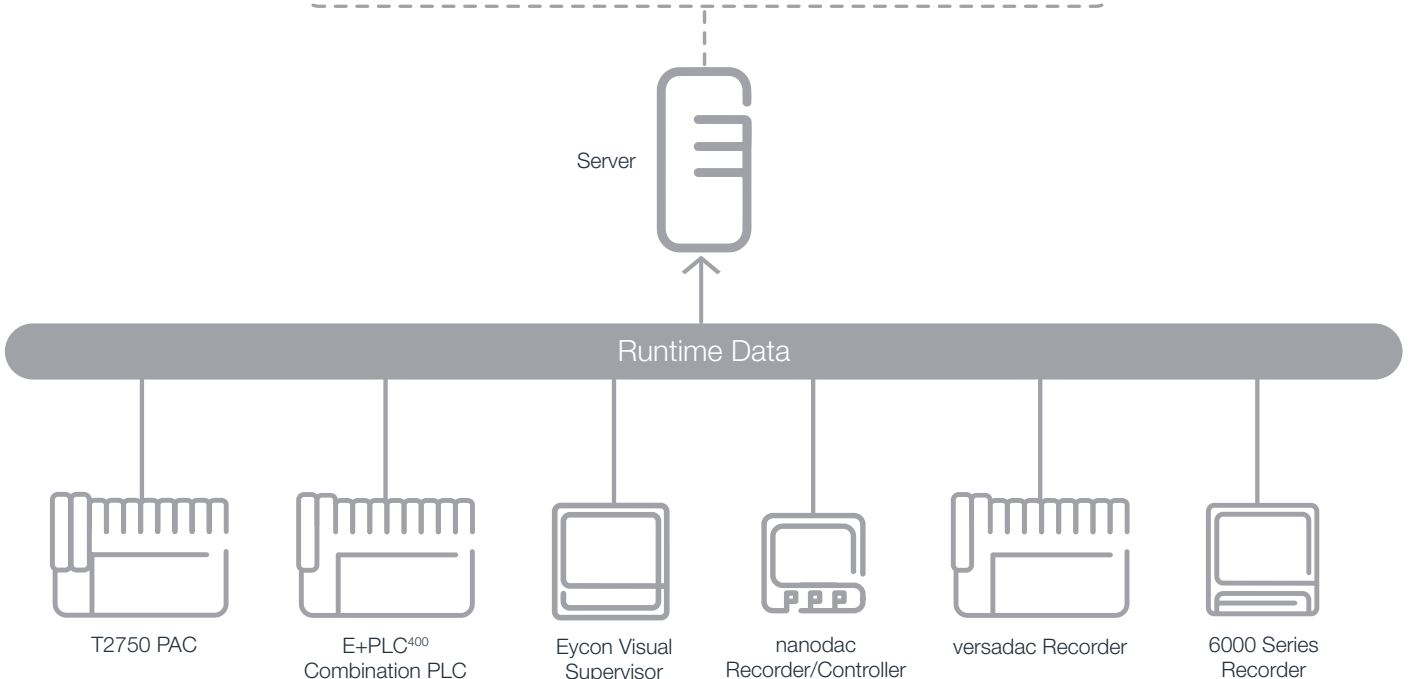 Server
Runtime Data
T2750 PAC
E+PLC⁴⁰⁰
Combination PLC
Eycon Visual
Supervisor
nanodac
Recorder/Controller
versadac Recorder
6000 Series
Recorder